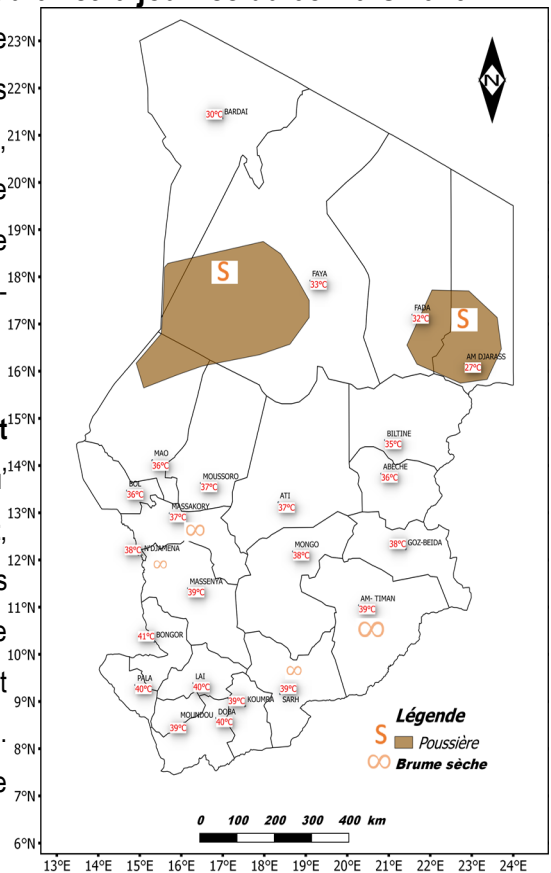 N
30°C BARDAI
S
FAYA
33°C
FADA
32°C
S
AM DJARASS
27°C
BILTINE
35°C
MAO
36°C
ABECHE
36°C
BOL
36°C
MOUSSORO
37°C
ATI
37°C
MASSAKORY
37°C
38°C N'DJAMENA
MONGO
38°C
38°C GOZ-BEIDA
MASSENYA
39°C
AM- TIMAN
39°C
41°C BONGOR
PALA
40°C
LAI
40°C
39°C
SARH
39°C KOUMRA
MOUNDOU
39°C
DOBA
40°C
Légende
S Poussière
∞ Brume sèche
0 100 200 300 400 km
23°N
22°N
21°N
20°N
19°N
18°N
17°N
16°N
15°N
14°N
13°N
12°N
11°N
10°N
9°N
8°N
7°N
6°N
13°E 14°E 15°E 16°E 17°E 18°E 19°E 20°E 21°E 22°E 23°E 24°E